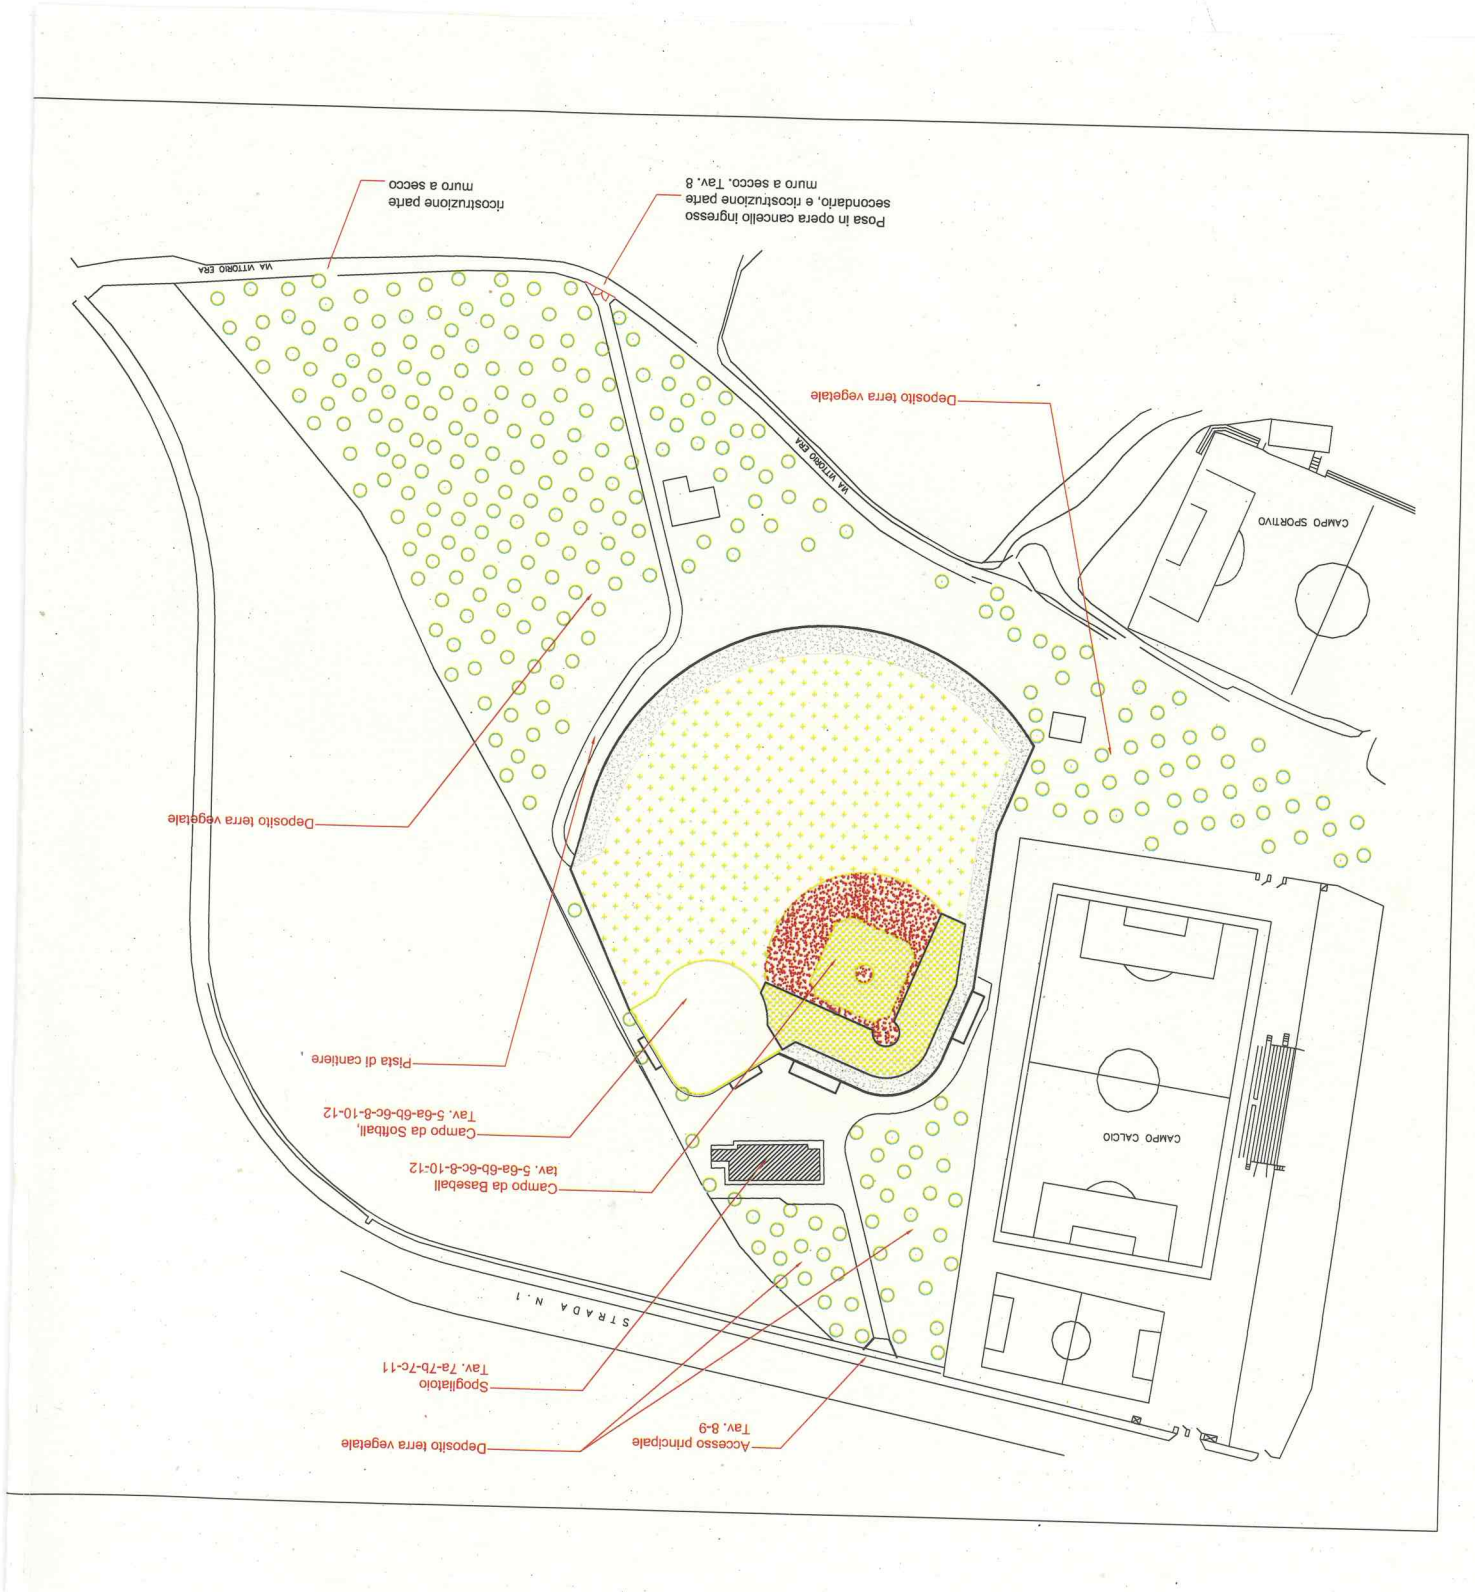 Accesso principale
Tav. 8-9
Deposito terra vegetale
Spogliatoio
Tav. 7a-7b-7c-11
STRADA N.1
Campo da Baseball
tav. 5-6a-6b-6c-8-10-12
Campo da Softball,
Tav. 5-6a-6b-6c-8-10-12
CAMPO CALCIO
Pista di cantiere
Deposito terra vegetale
CAMPO SPORTIVO
Deposito terra vegetale
VIA VITTORIO ERA
VIA VITTORIO ERA
Posa in opera cancello ingresso
secondario, e ricostruzione parte
muro a secco. Tav. 8
ricostruzione parte
muro a secco